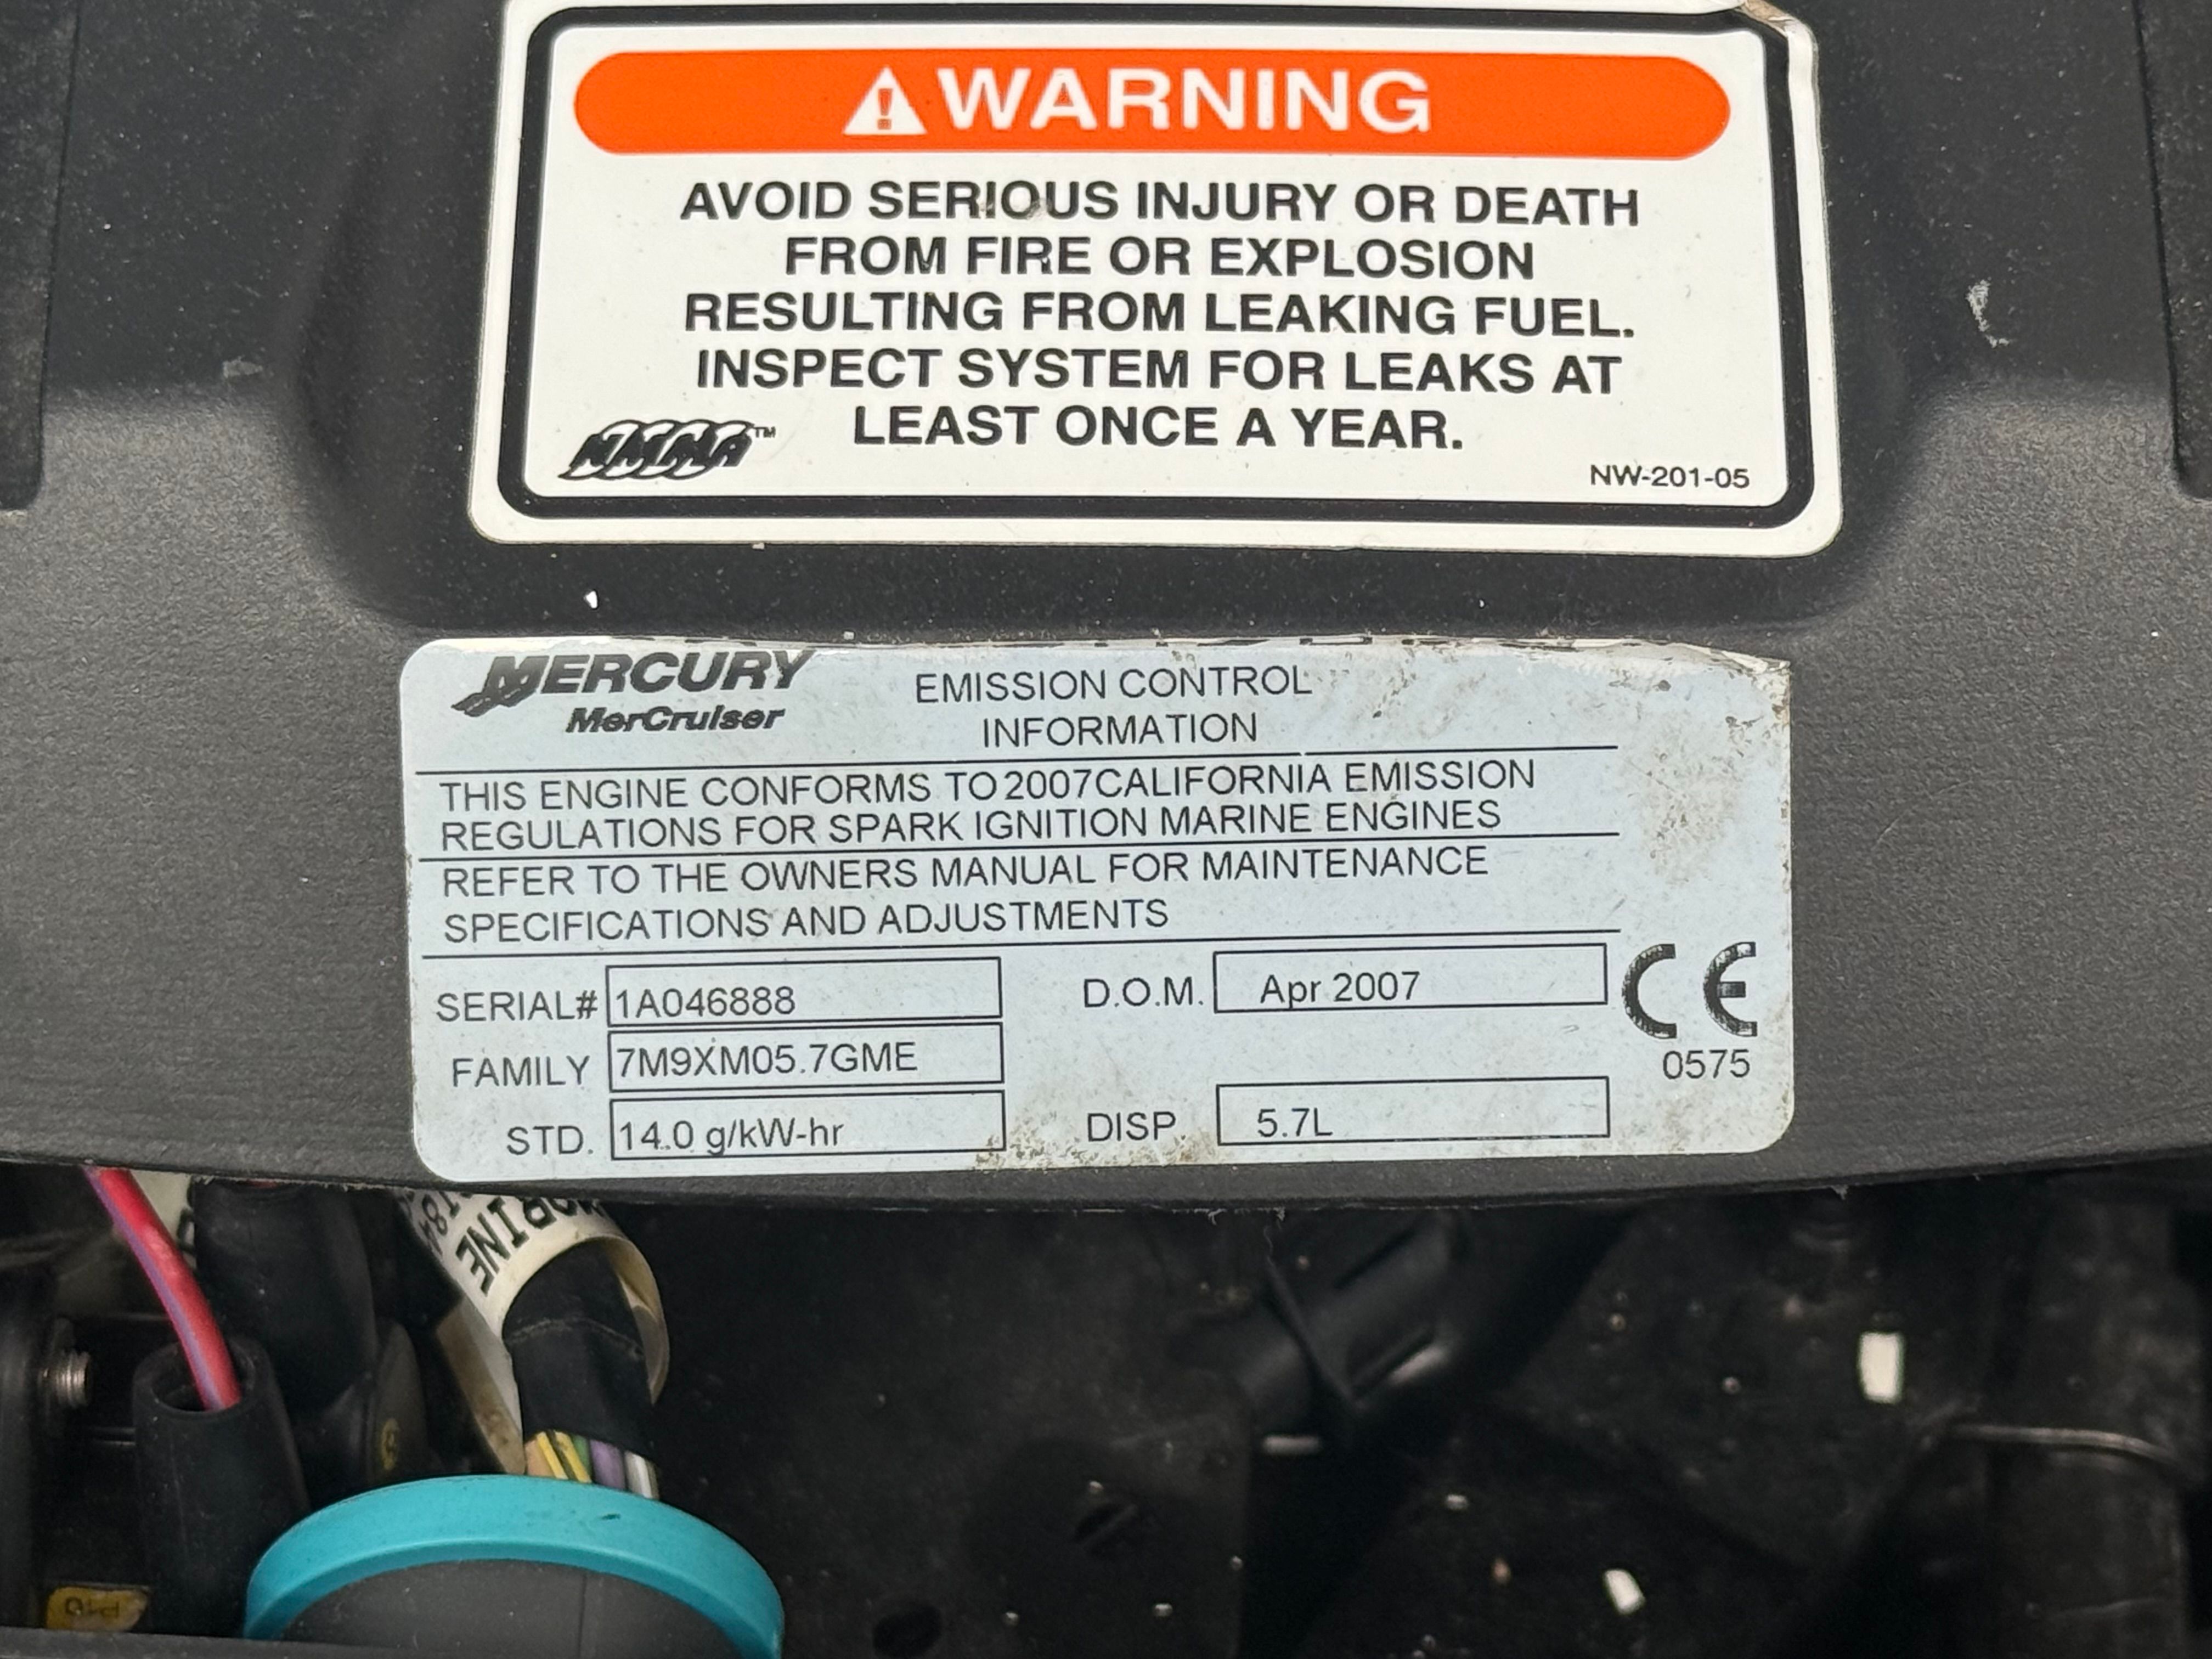 WARNING
AVOID SERIOUS INJURY OR DEATH
FROM FIRE OR EXPLOSION
RESULTING FROM LEAKING FUEL.
INSPECT SYSTEM FOR LEAKS AT
LEAST ONCE A YEAR.
NMMA™
NW-201-05
MERCURY
MerCruiser
EMISSION CONTROL
INFORMATION
THIS ENGINE CONFORMS TO 2007CALIFORNIA EMISSION
REGULATIONS FOR SPARK IGNITION MARINE ENGINES
REFER TO THE OWNERS MANUAL FOR MAINTENANCE
SPECIFICATIONS AND ADJUSTMENTS
SERIAL# 1A046888
D.O.M. Apr 2007
CE
FAMILY 7M9XM05.7GME
0575
STD. 14.0 g/kW-hr
DISP 5.7L